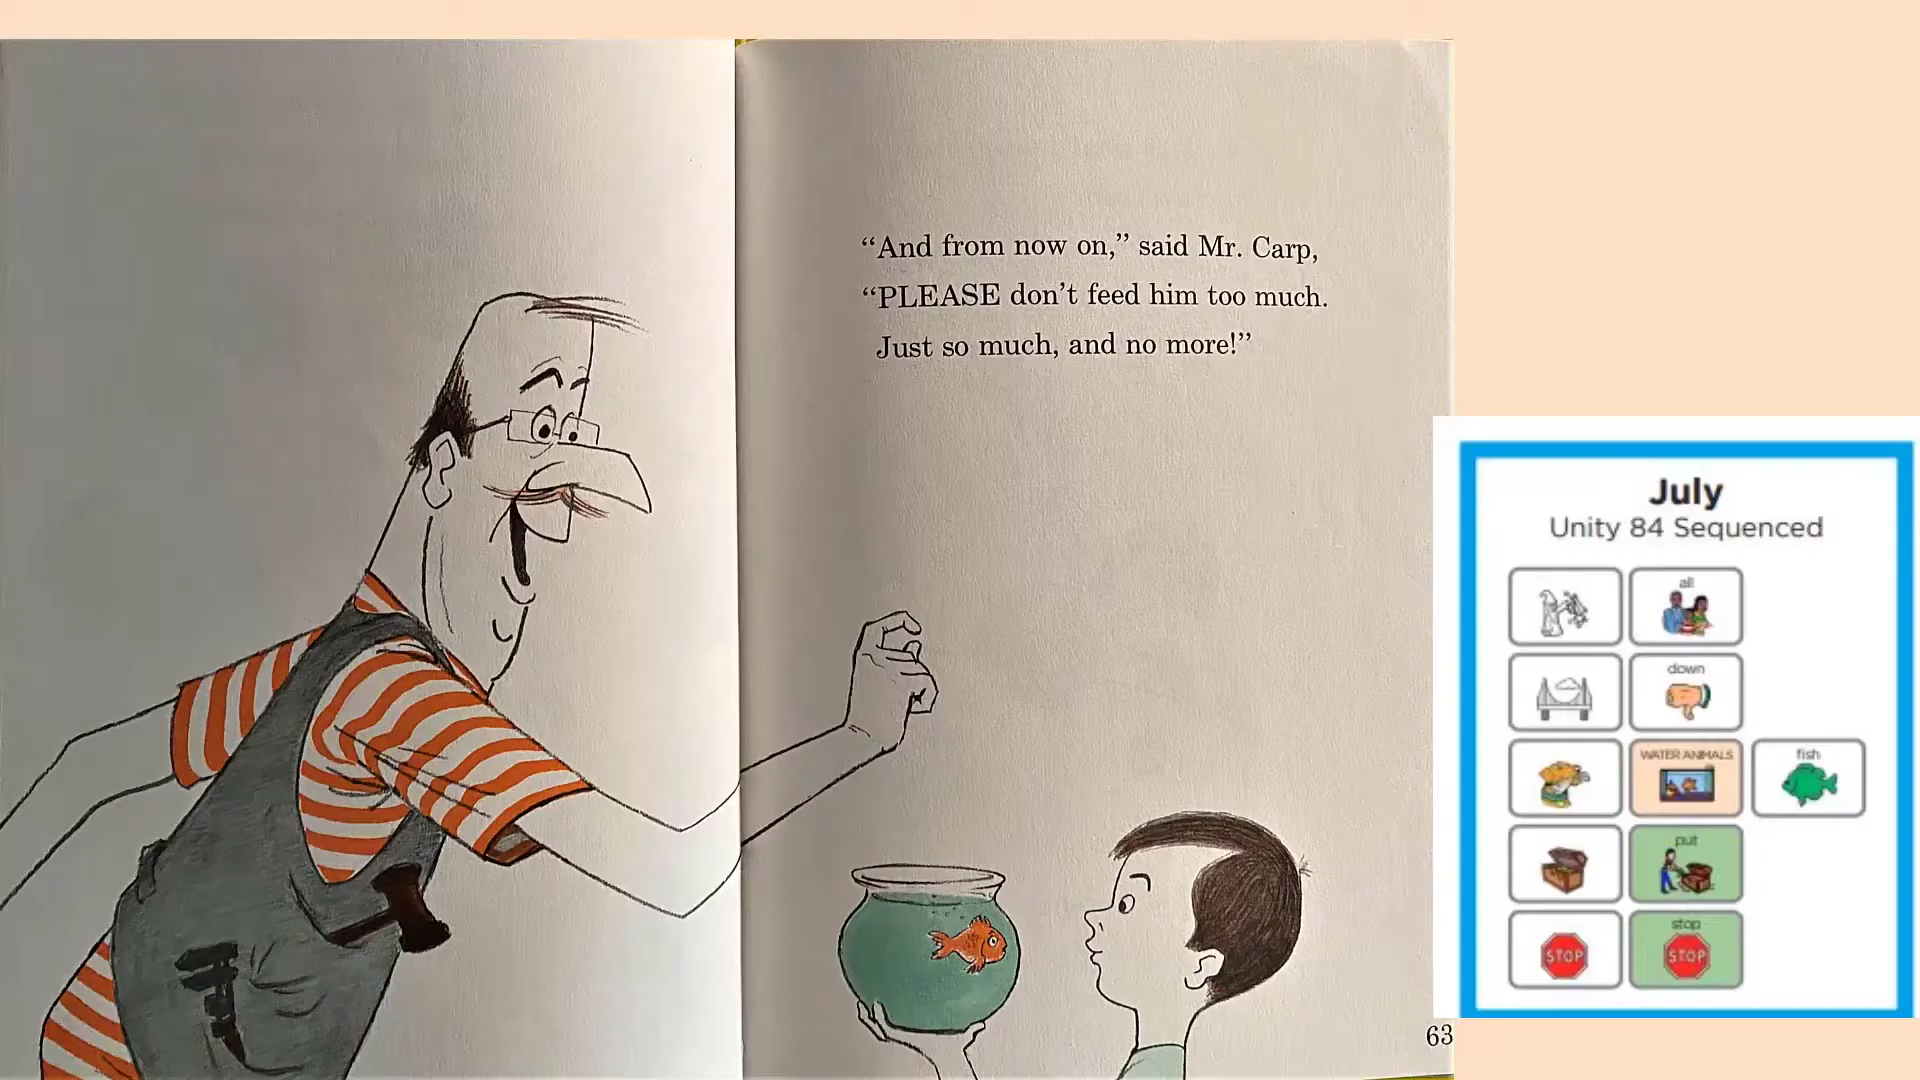 “And from now on,” said Mr. Carp,
“PLEASE don’t feed him too much.
Just so much, and no more!”
63
July
Unity 84 Sequenced
all
down
WATER ANIMALS
fish
put
stop
STOP
STOP